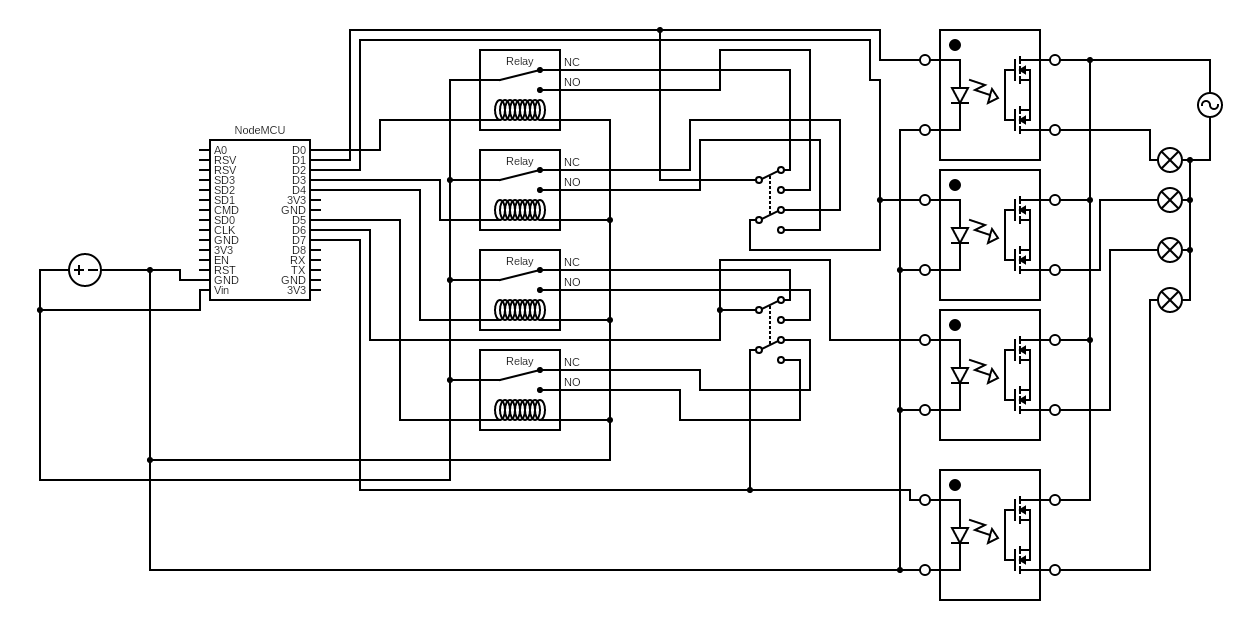 Relay
NC
NO
NodeMCU
A0 D0
RSV D1
RSV D2
SD3 D3
SD2 D4
SD1 3V3
CMD GND
SD0 D5
CLK D6
GND D7
3V3 D8
EN RX
RST TX
GND GND
Vin 3V3
Relay
NC
NO
Relay
NC
NO
Relay
NC
NO